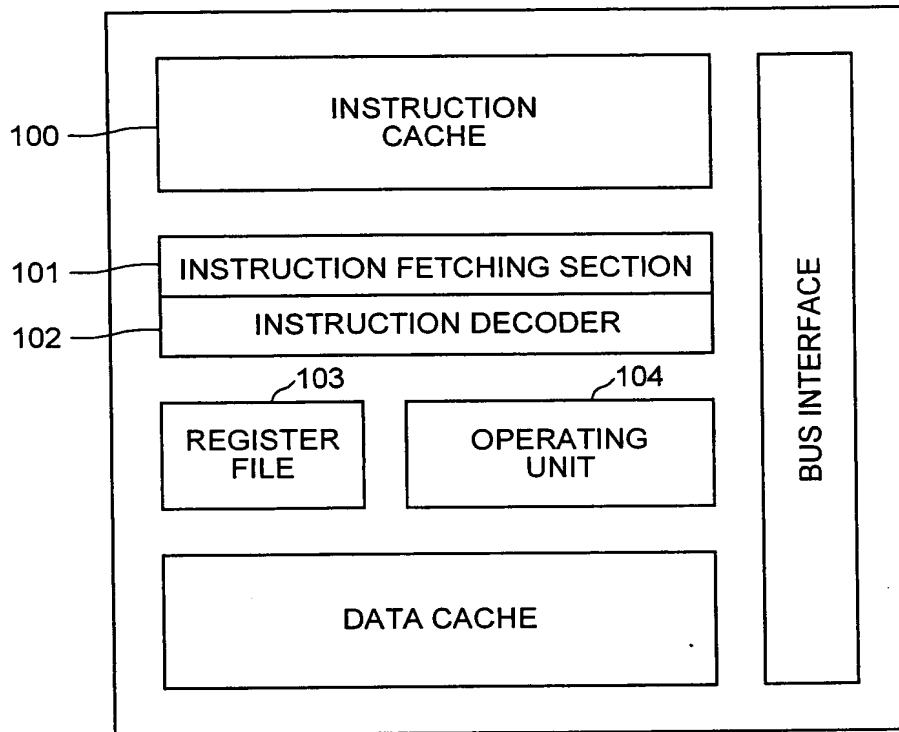 INSTRUCTION
CACHE
100
101
INSTRUCTION FETCHING SECTION
102
INSTRUCTION DECODER
103
104
REGISTER
FILE
OPERATING
UNIT
DATA CACHE
BUS INTERFACE